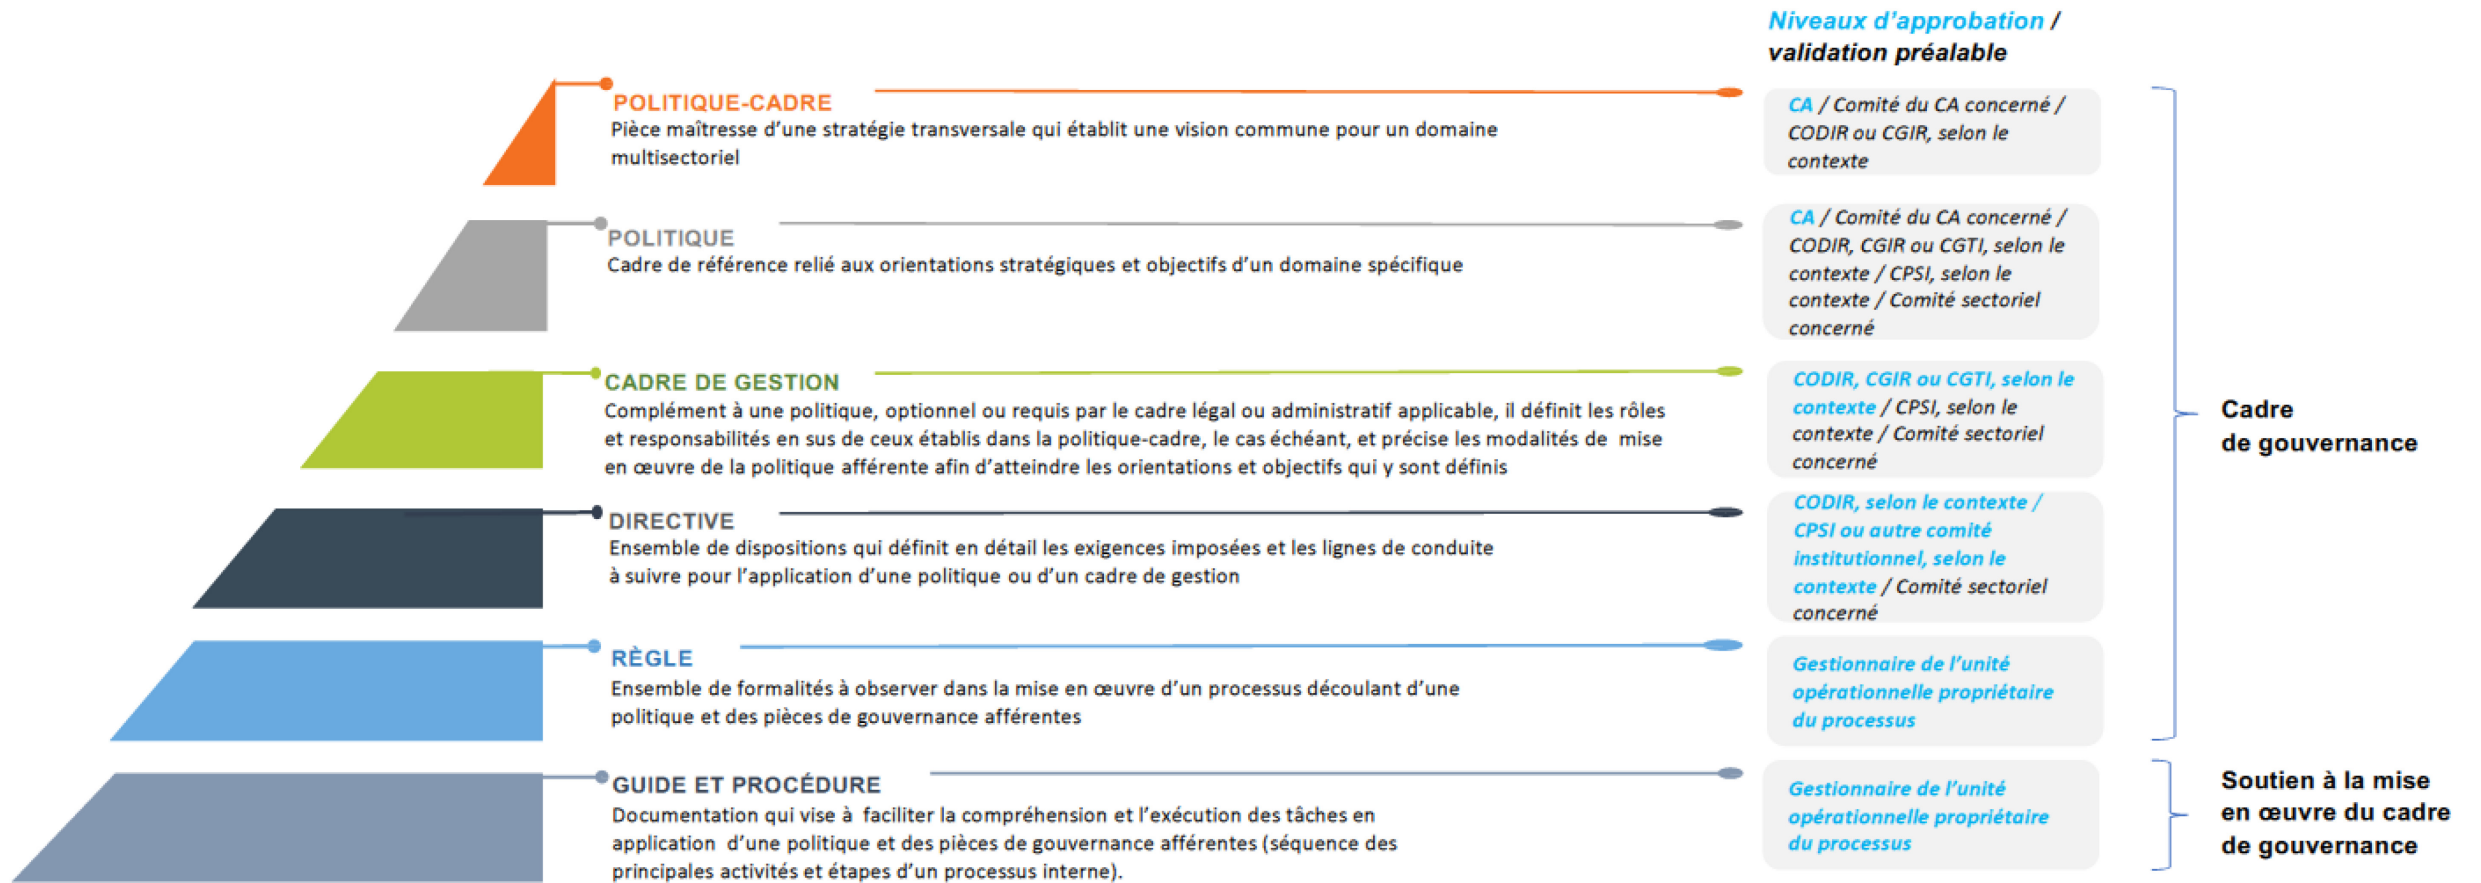 Niveaux d’approbation /
validation préalable
POLITIQUE-CADRE
Pièce maîtresse d’une stratégie transversale qui établit une vision commune pour un domaine
multisectoriel
CA / Comité du CA concerné /
CODIR ou CGIR, selon le
contexte
POLITIQUE
Cadre de référence relié aux orientations stratégiques et objectifs d’un domaine spécifique
CA / Comité du CA concerné /
CODIR, CGIR ou CGTI, selon le
contexte / CPSI, selon le
contexte / Comité sectoriel
concerné
CADRE DE GESTION
Complément à une politique, optionnel ou requis par le cadre légal ou administratif applicable, il définit les rôles
et responsabilités en sus de ceux établis dans la politique-cadre, le cas échéant, et précise les modalités de mise
en œuvre de la politique afférente afin d’atteindre les orientations et objectifs qui y sont définis
CODIR, CGIR ou CGTI, selon le
contexte / CPSI, selon le
contexte / Comité sectoriel
concerné
Cadre
de gouvernance
DIRECTIVE
Ensemble de dispositions qui définit en détail les exigences imposées et les lignes de conduite
à suivre pour l’application d’une politique ou d’un cadre de gestion
CODIR, selon le contexte /
CPSI ou autre comité
institutionnel, selon le
contexte / Comité sectoriel
concerné
RÈGLE
Ensemble de formalités à observer dans la mise en œuvre d’un processus découlant d’une
politique et des pièces de gouvernance afférentes
Gestionnaire de l’unité
opérationnelle propriétaire
du processus
GUIDE ET PROCÉDURE
Documentation qui vise à faciliter la compréhension et l’exécution des tâches en
application d’une politique et des pièces de gouvernance afférentes (séquence des
principales activités et étapes d’un processus interne).
Gestionnaire de l’unité
opérationnelle propriétaire
du processus
Soutien à la mise
en œuvre du cadre
de gouvernance